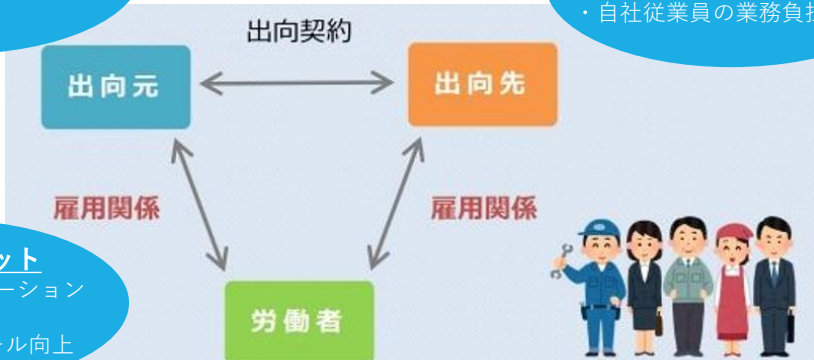 ・自社従業員の業務負
出向契約
出向元
出向先
雇用関係
雇用関係
ット
ーション
ル向上
労働者